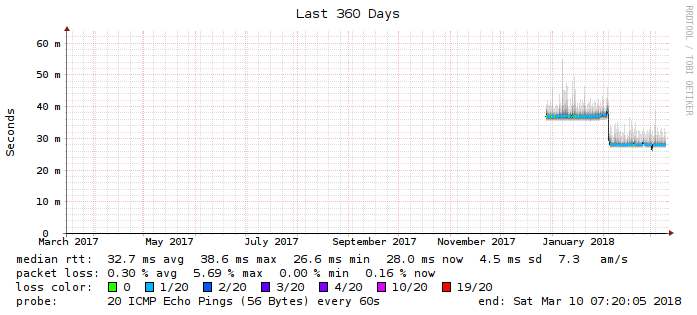 Last 360 Days
RRDTOOL / TOBI OETIKER
Seconds
60 m
50 m
40 m
30 m
20 m
10 m
0
March 2017 May 2017 July 2017 September 2017 November 2017 January 2018
median rtt: 32.7 ms avg 38.6 ms max 26.6 ms min 28.0 ms now 4.5 ms sd 7.3 am/s
packet loss: 0.30 % avg 5.69 % max 0.00 % min 0.16 % now
loss color: 0 1/20 2/20 3/20 4/20 10/20 19/20
probe: 20 ICMP Echo Pings (56 Bytes) every 60s end: Sat Mar 10 07:20:05 2018